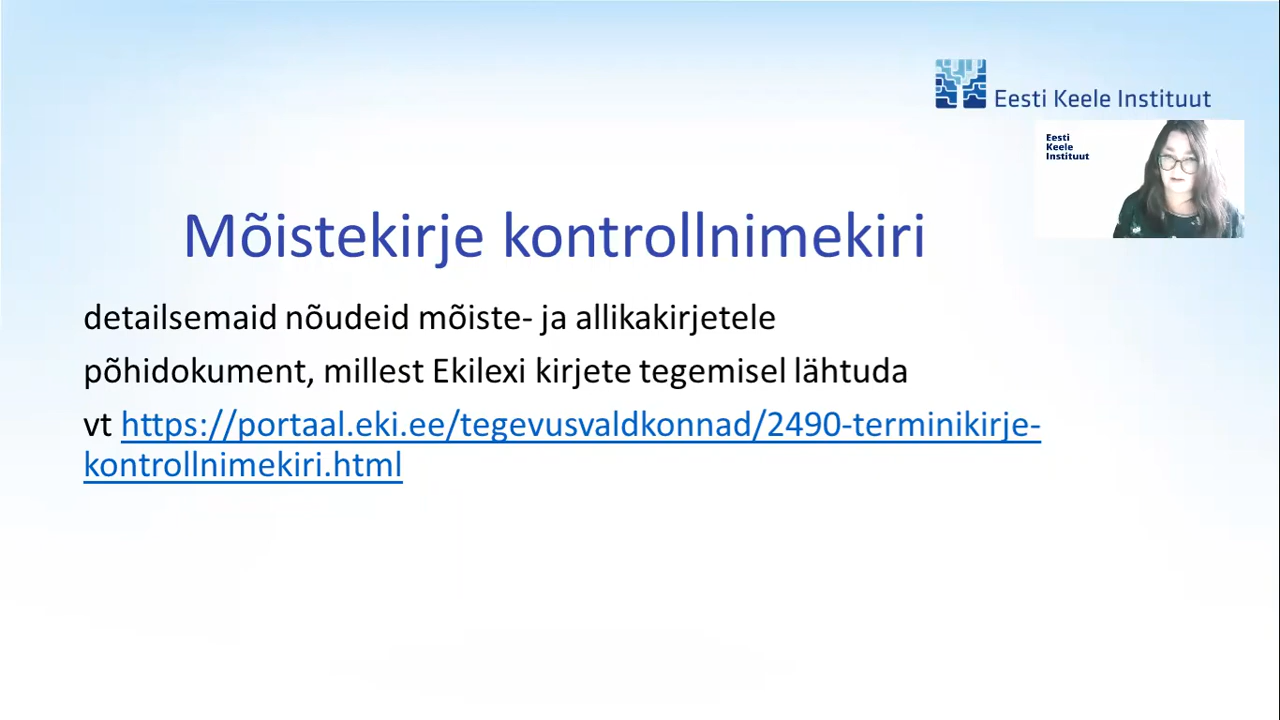 Eesti Keele Instituut
Eesti
Keele
Instituut
Mõistekirje kontrollnimekiri
detailsemaid nõudeid mõiste- ja allikakirjetele
põhidokument, millest Ekilexi kirjete tegemisel lähtuda
vt https://portaal.eki.ee/tegevusvaldkonnad/2490-terminikirje-
kontrollnimekiri.html